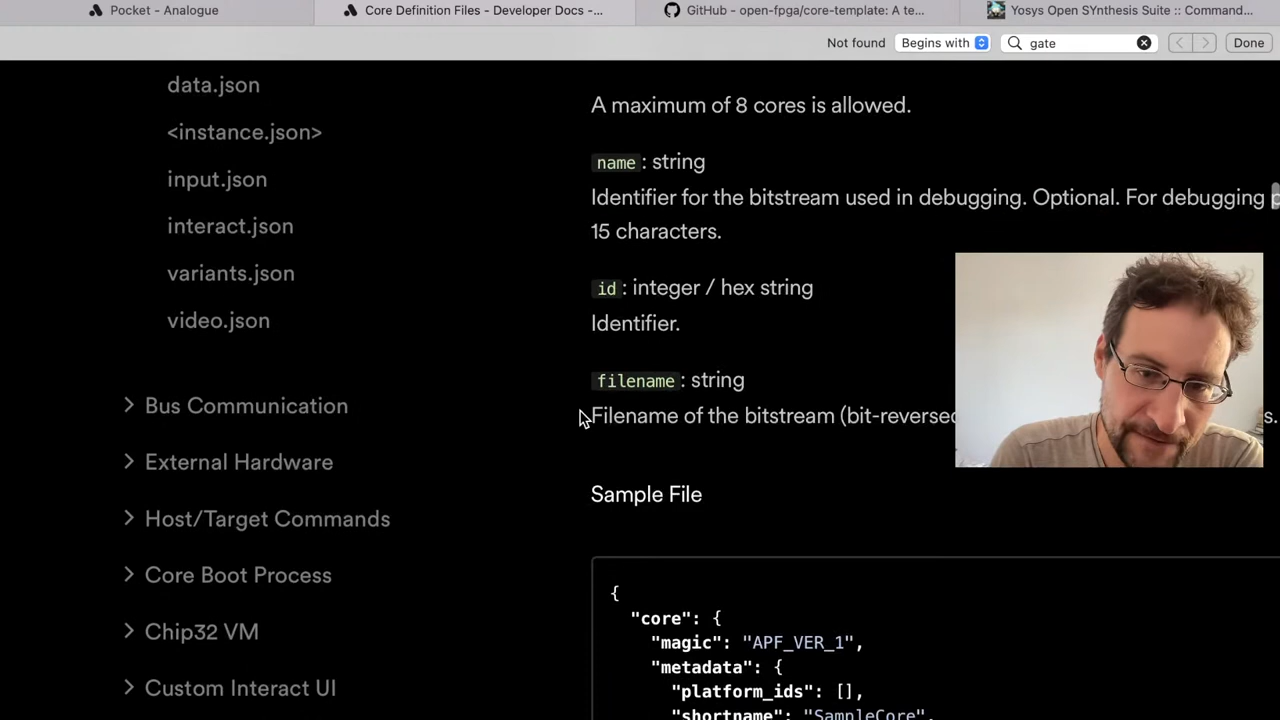 Pocket - Analogue
Core Definition Files - Developer Docs -...
GitHub - open-fpga/core-template: A te...
Yosys Open SYnthesis Suite :: Command...
Not found
Begins with
gate
Done
data.json
<instance.json>
input.json
interact.json
variants.json
video.json
Bus Communication
External Hardware
Host/Target Commands
Core Boot Process
Chip32 VM
Custom Interact UI
A maximum of 8 cores is allowed.
name: string
Identifier for the bitstream used in debugging. Optional. For debugging
15 characters.
id: integer / hex string
Identifier.
filename: string
Filename of the bitstream (bit-reversed
Sample File
{
"core": {
"magic": "APF_VER_1",
"metadata": {
"platform_ids": [],
"shortname": "SampleCore",